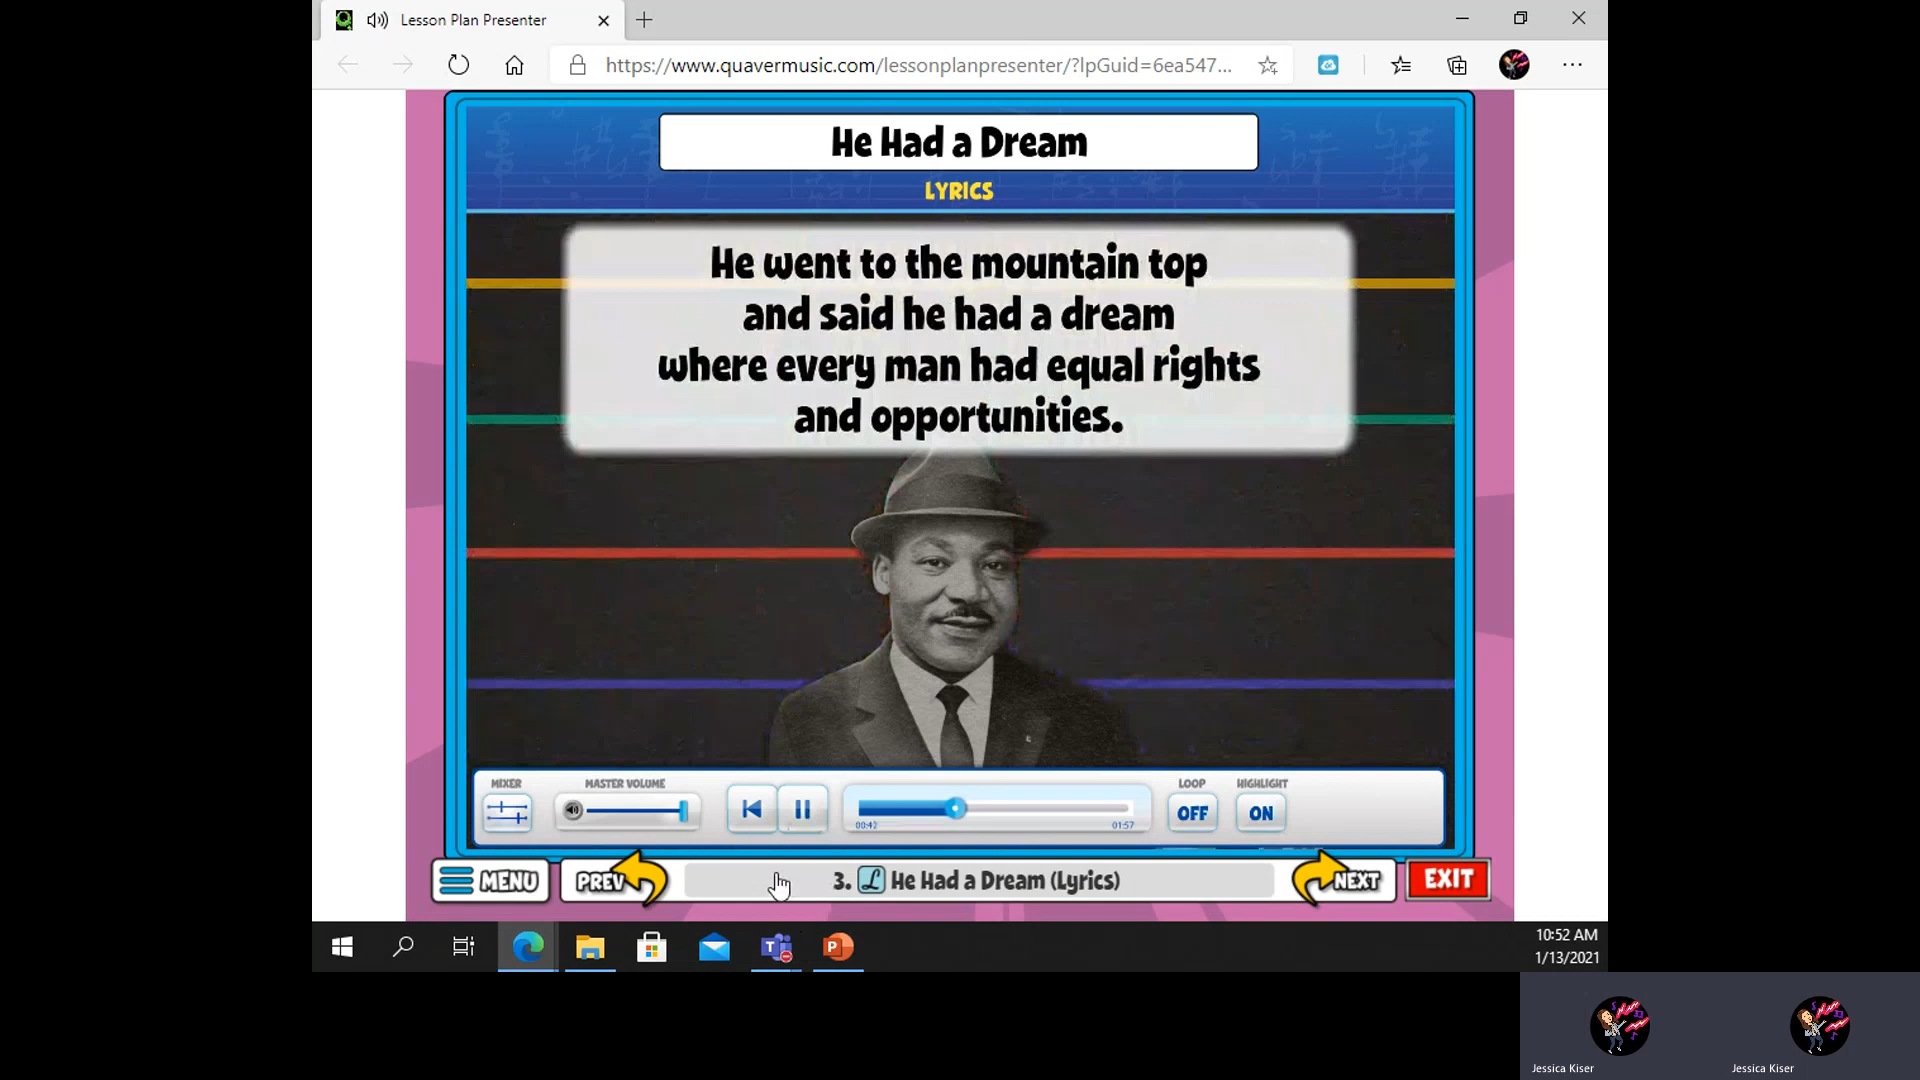 Lesson Plan Presenter
https://www.quavermusic.com/lessonplanpresenter/?lpGuid=6ea547...
He Had a Dream
LYRICS
He went to the mountain top
and said he had a dream
where every man had equal rights
and opportunities.
MIXER
MASTER VOLUME
LOOP
HIGHLIGHT
OFF
ON
00:42
01:57
MENU
PREV
3. L He Had a Dream (Lyrics)
NEXT
EXIT
10:52 AM
1/13/2021
Jessica Kiser
Jessica Kiser